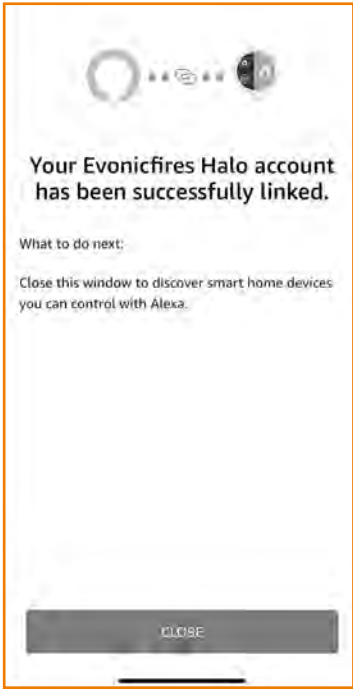 Your Evonicfires Halo account
has been successfully linked.
What to do next:
Close this window to discover smart home devices
you can control with Alexa.
CLOSE